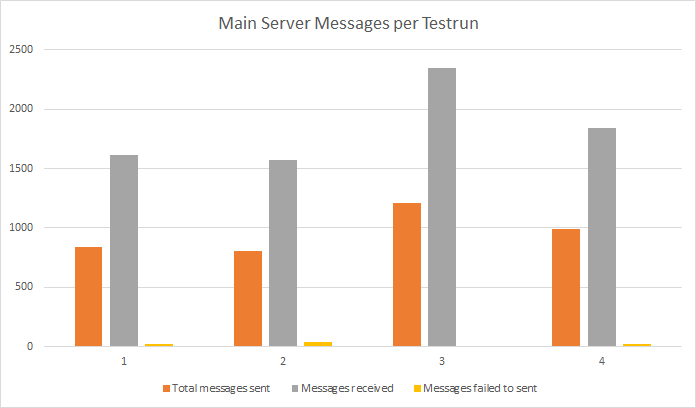 Main Server Messages per Testrun
2500
2000
1500
1000
500
0
1 2 3 4
Total messages sent Messages received Messages failed to sent